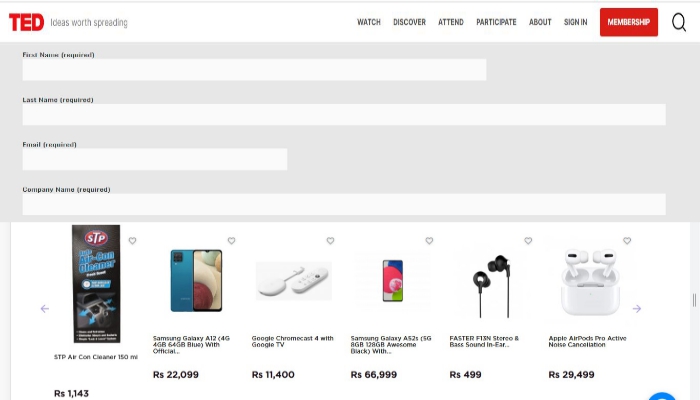 TED Ideas worth spreading WATCH DISCOVER ATTEND PARTICIPATE ABOUT SIGN IN MEMBERSHIP
First Name (required)
Last Name (required)
Email (required)
Company Name (required)
STP
Air-Con
Cleaner
STP Air Con Cleaner 150 ml
Rs 1,143
Samsung Galaxy A12 (4G
4GB 64GB Blue) With
Official...
Rs 22,099
Google Chromecast 4 with
Google TV
Rs 11,400
Samsung Galaxy A52s (5G
8GB 128GB Awesome
Black) With...
Rs 66,999
FASTER F13N Stereo &
Bass Sound In-Ear...
Rs 499
Apple AirPods Pro Active
Noise Cancellation
Rs 29,499